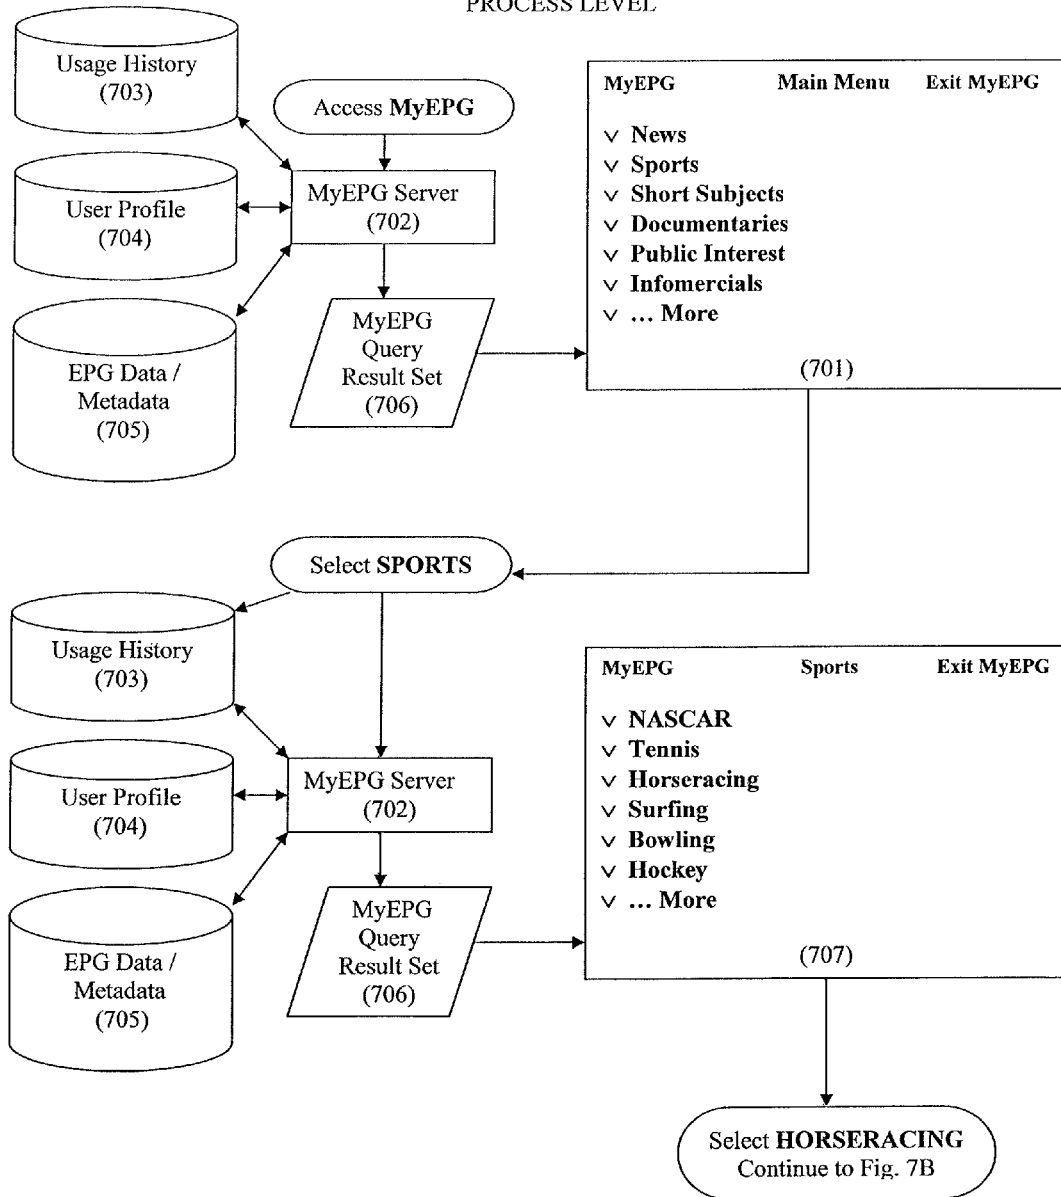 PROCESS LEVEL
Usage History
(703)
Access MyEPG
User Profile
(704)
MyEPG Server
(702)
EPG Data /
Metadata
(705)
MyEPG
Query
Result Set
(706)
MyEPG Main Menu Exit MyEPG
v News
v Sports
v Short Subjects
v Documentaries
v Public Interest
v Infomercials
v ... More
(701)
Select SPORTS
Usage History
(703)
User Profile
(704)
MyEPG Server
(702)
EPG Data /
Metadata
(705)
MyEPG
Query
Result Set
(706)
MyEPG Sports Exit MyEPG
v NASCAR
v Tennis
v Horseracing
v Surfing
v Bowling
v Hockey
v ... More
(707)
Select HORSERACING
Continue to Fig. 7B